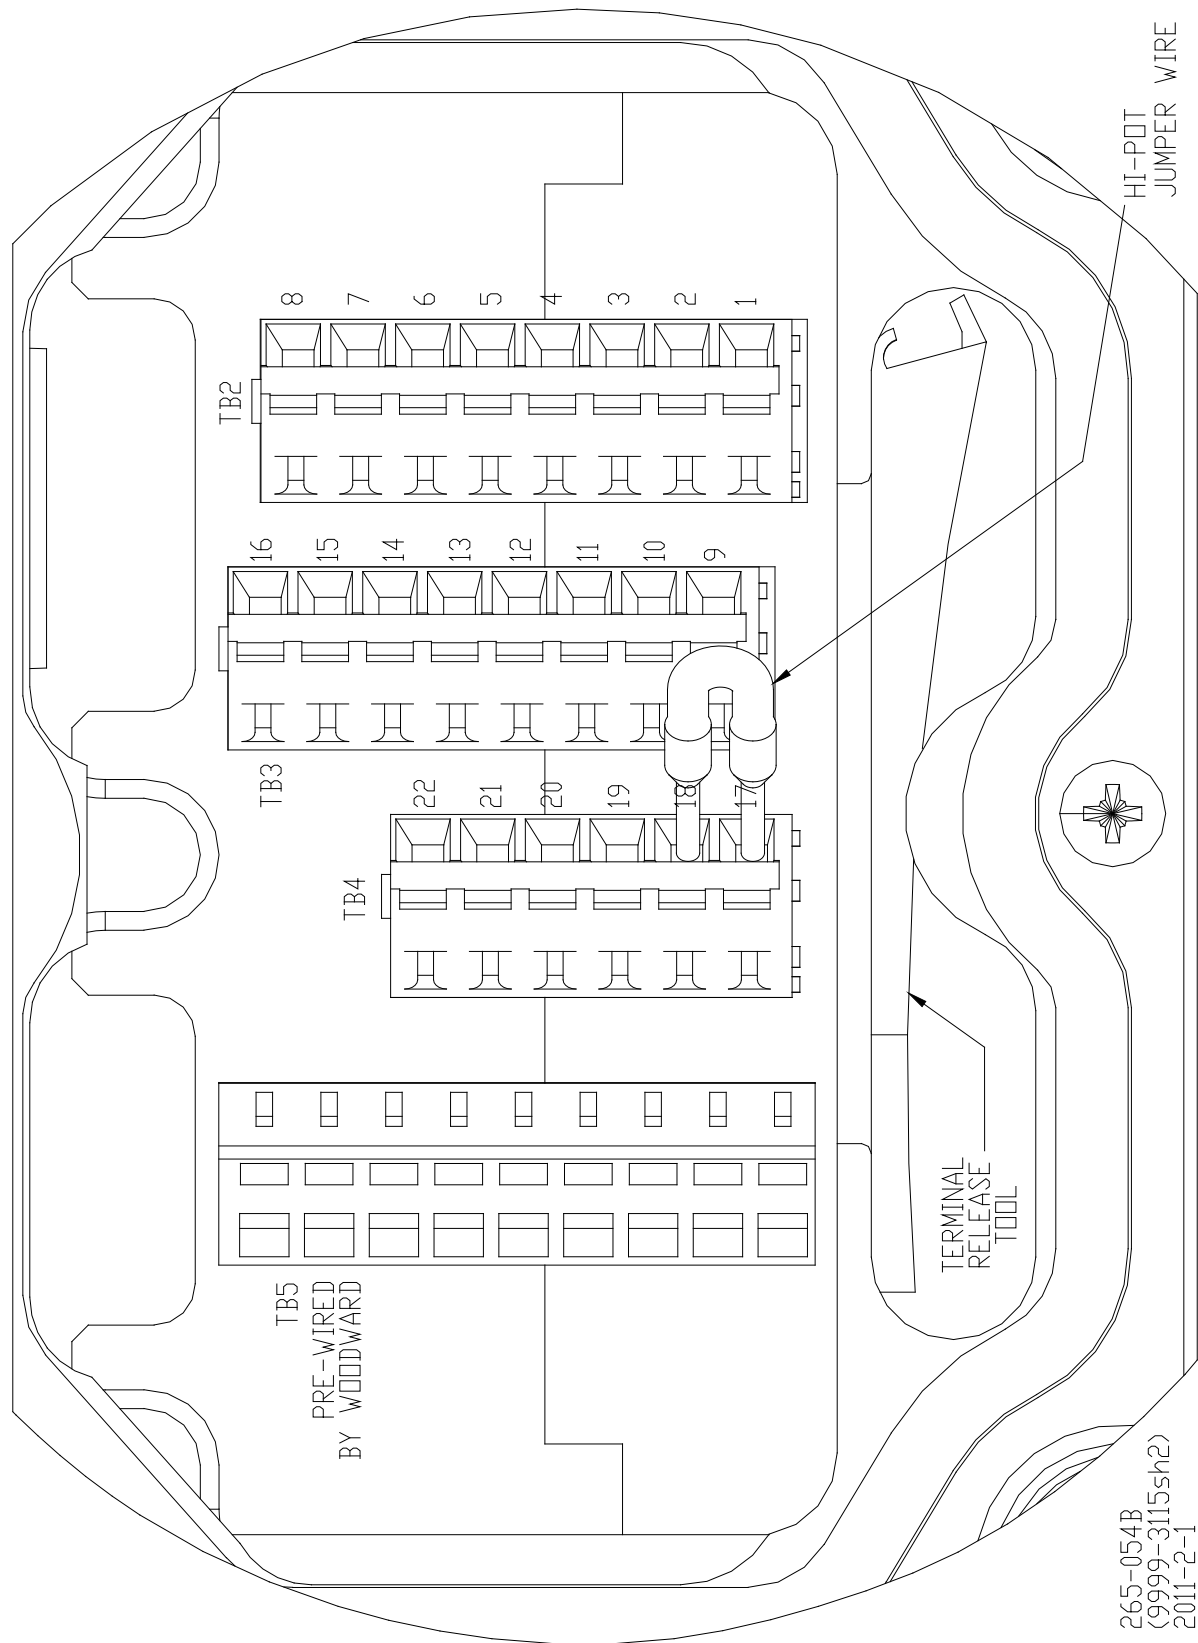 TB2
8
7
6
5
4
3
2
1
TB3
16
15
14
13
12
11
10
9
TB4
22
21
20
19
18
17
TB5
PRE-WIRED
BY WOODWARD
HI-POT
JUMPER WIRE
TERMINAL
RELEASE
TOOL
265-054B
(9999-3115sh2)
2011-2-1